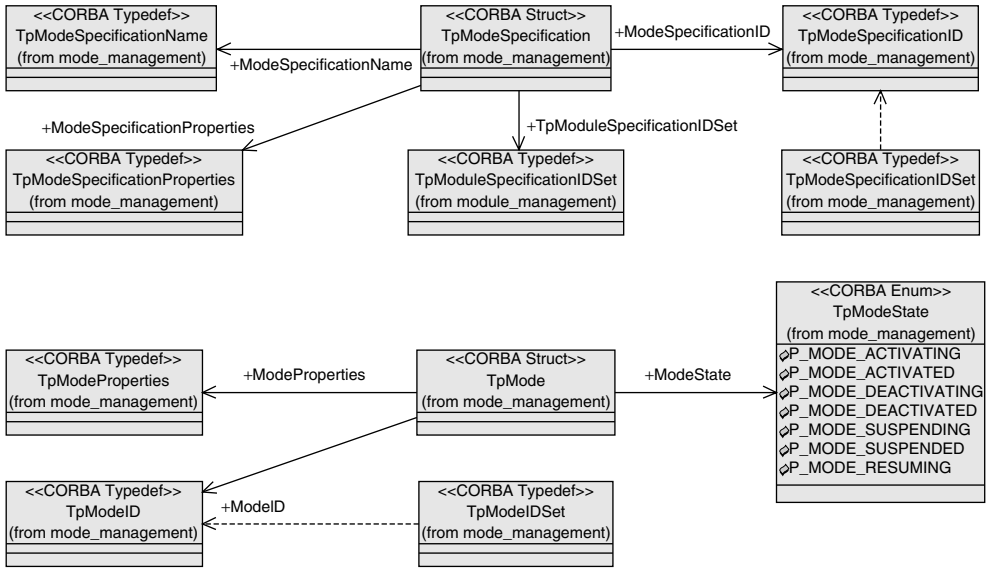 <<CORBA Typedef>>
TpModeSpecificationName
(from mode_management)
<<CORBA Struct>>
TpModeSpecification
(from mode_management)
<<CORBA Typedef>>
TpModeSpecificationID
(from mode_management)
+ModeSpecificationID
+ModeSpecificationName
+ModeSpecificationProperties
+TpModuleSpecificationIDSet
<<CORBA Typedef>>
TpModeSpecificationProperties
(from mode_management)
<<CORBA Typedef>>
TpModuleSpecificationIDSet
(from module_management)
<<CORBA Typedef>>
TpModeSpecificationIDSet
(from mode_management)
<<CORBA Enum>>
TpModeState
(from mode_management)
P_MODE_ACTIVATING
P_MODE_ACTIVATED
P_MODE_DEACTIVATING
P_MODE_DEACTIVATED
P_MODE_SUSPENDING
P_MODE_SUSPENDED
P_MODE_RESUMING
<<CORBA Typedef>>
TpModeProperties
(from mode_management)
+ModeProperties
<<CORBA Struct>>
TpMode
(from mode_management)
+ModeState
<<CORBA Typedef>>
TpModeID
(from mode_management)
+ModeID
<<CORBA Typedef>>
TpModeIDSet
(from mode_management)